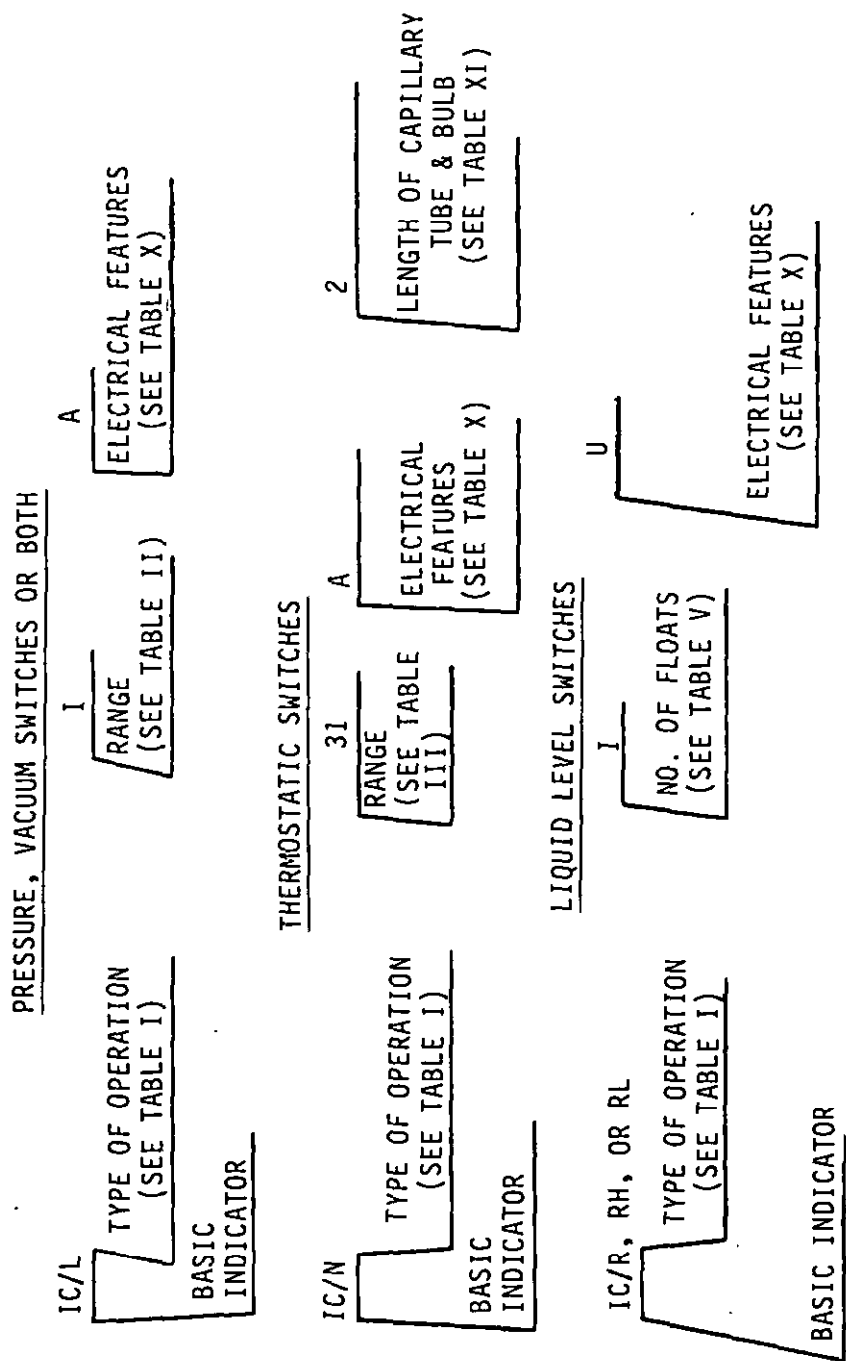 PRESSURE, VACUUM SWITCHES OR BOTH
IC/L
I
A
TYPE OF OPERATION
(SEE TABLE I)
RANGE
(SEE TABLE II)
ELECTRICAL FEATURES
(SEE TABLE X)
BASIC
INDICATOR
THERMOSTATIC SWITCHES
IC/N
31
A
2
TYPE OF OPERATION
(SEE TABLE I)
RANGE
(SEE TABLE
III)
ELECTRICAL
FEATURES
(SEE TABLE X)
LENGTH OF CAPILLARY
TUBE & BULB
(SEE TABLE XI)
BASIC
INDICATOR
LIQUID LEVEL SWITCHES
IC/R, RH, OR RL
I
U
TYPE OF OPERATION
(SEE TABLE I)
NO. OF FLOATS
(SEE TABLE V)
ELECTRICAL FEATURES
(SEE TABLE X)
BASIC INDICATOR